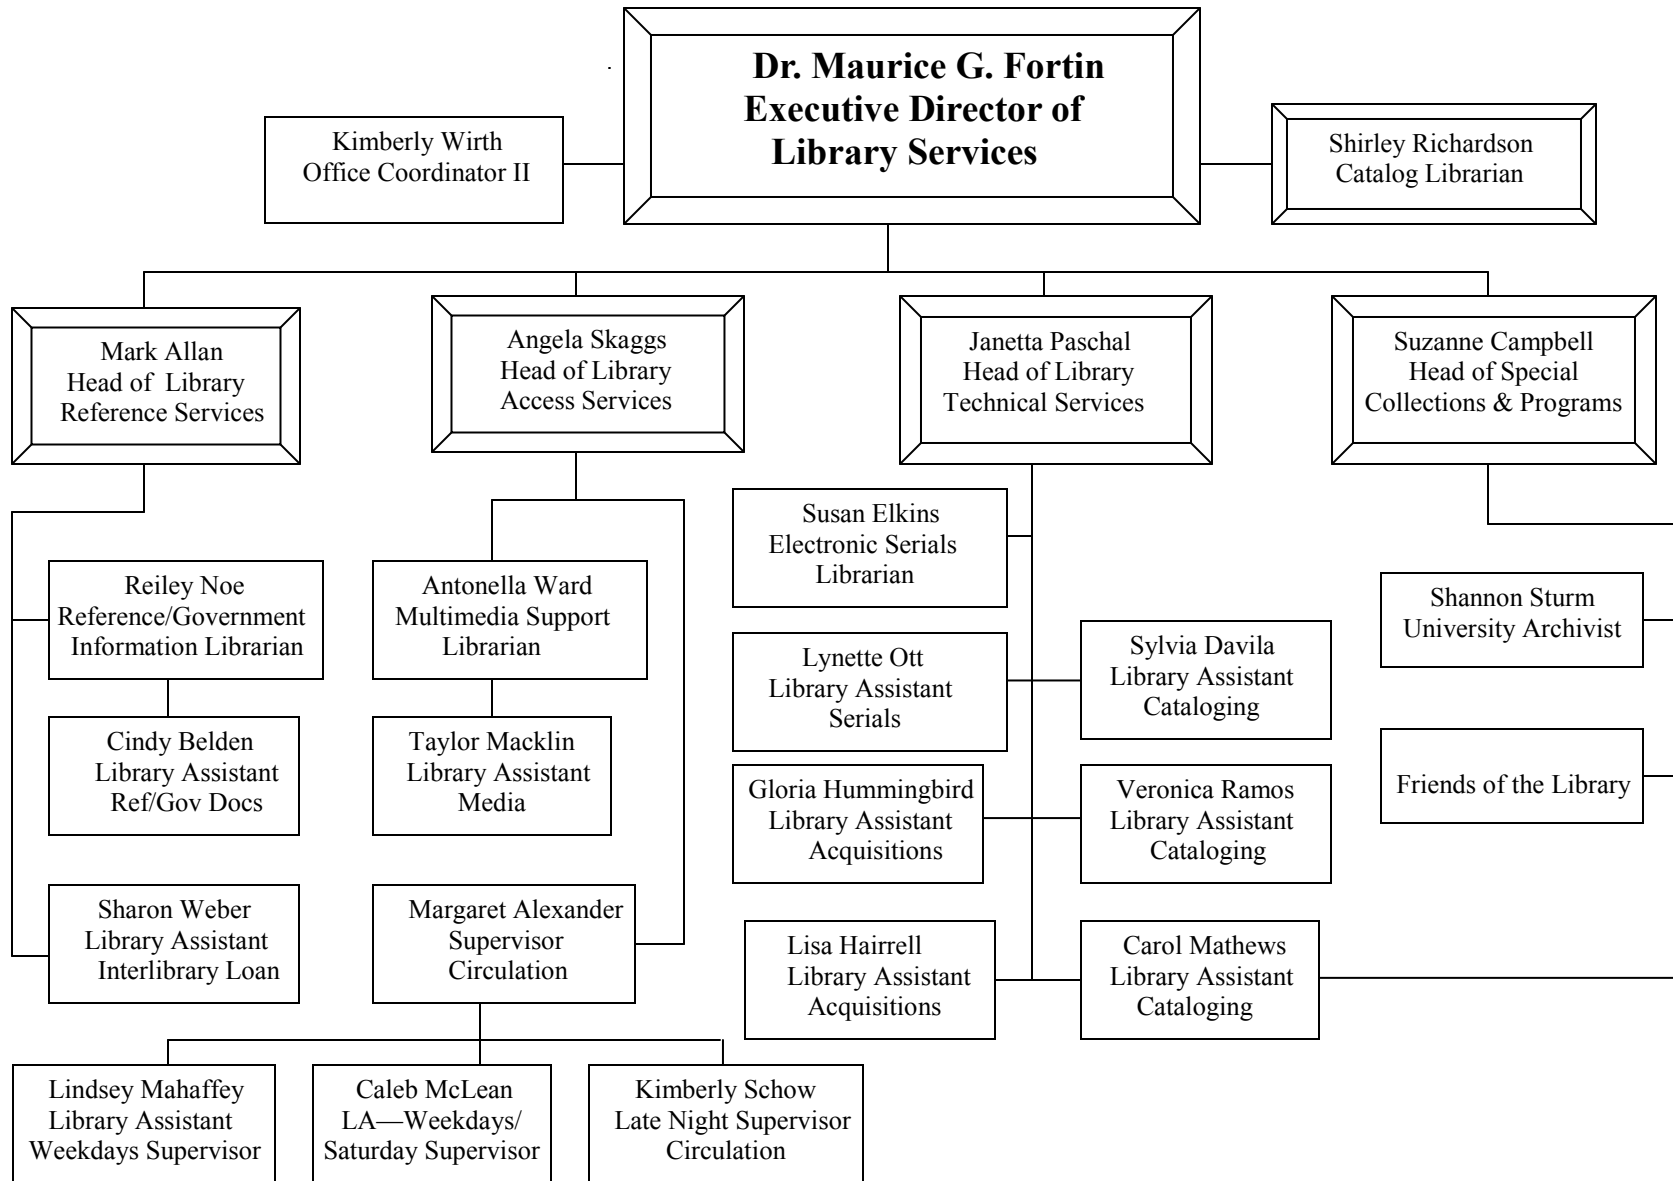 Dr. Maurice G. Fortin
Executive Director of
Library Services
Kimberly Wirth
Office Coordinator II
Shirley Richardson
Catalog Librarian
Mark Allan
Head of Library
Reference Services
Angela Skaggs
Head of Library
Access Services
Janetta Paschal
Head of Library
Technical Services
Suzanne Campbell
Head of Special
Collections & Programs
Reiley Noe
Reference/Government
Information Librarian
Cindy Belden
Library Assistant
Ref/Gov Docs
Sharon Weber
Library Assistant
Interlibrary Loan
Antonella Ward
Multimedia Support
Librarian
Taylor Macklin
Library Assistant
Media
Margaret Alexander
Supervisor
Circulation
Lindsey Mahaffey
Library Assistant
Weekdays Supervisor
Caleb McLean
LA—Weekdays/
Saturday Supervisor
Kimberly Schow
Late Night Supervisor
Circulation
Susan Elkins
Electronic Serials
Librarian
Lynette Ott
Library Assistant
Serials
Gloria Hummingbird
Library Assistant
Acquisitions
Lisa Hairrell
Library Assistant
Acquisitions
Sylvia Davila
Library Assistant
Cataloging
Veronica Ramos
Library Assistant
Cataloging
Carol Mathews
Library Assistant
Cataloging
Shannon Sturm
University Archivist
Friends of the Library